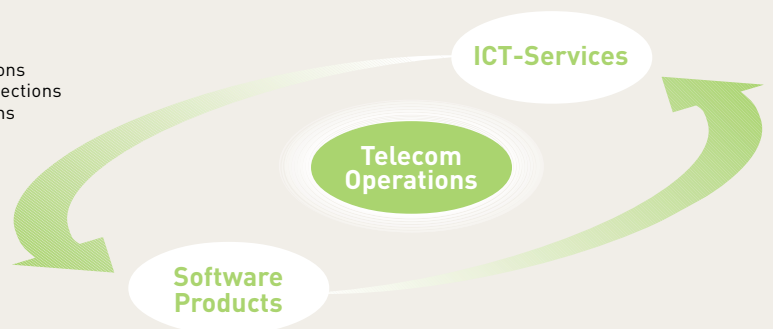 ICT-Services
Telecom
Operations
Software
Products